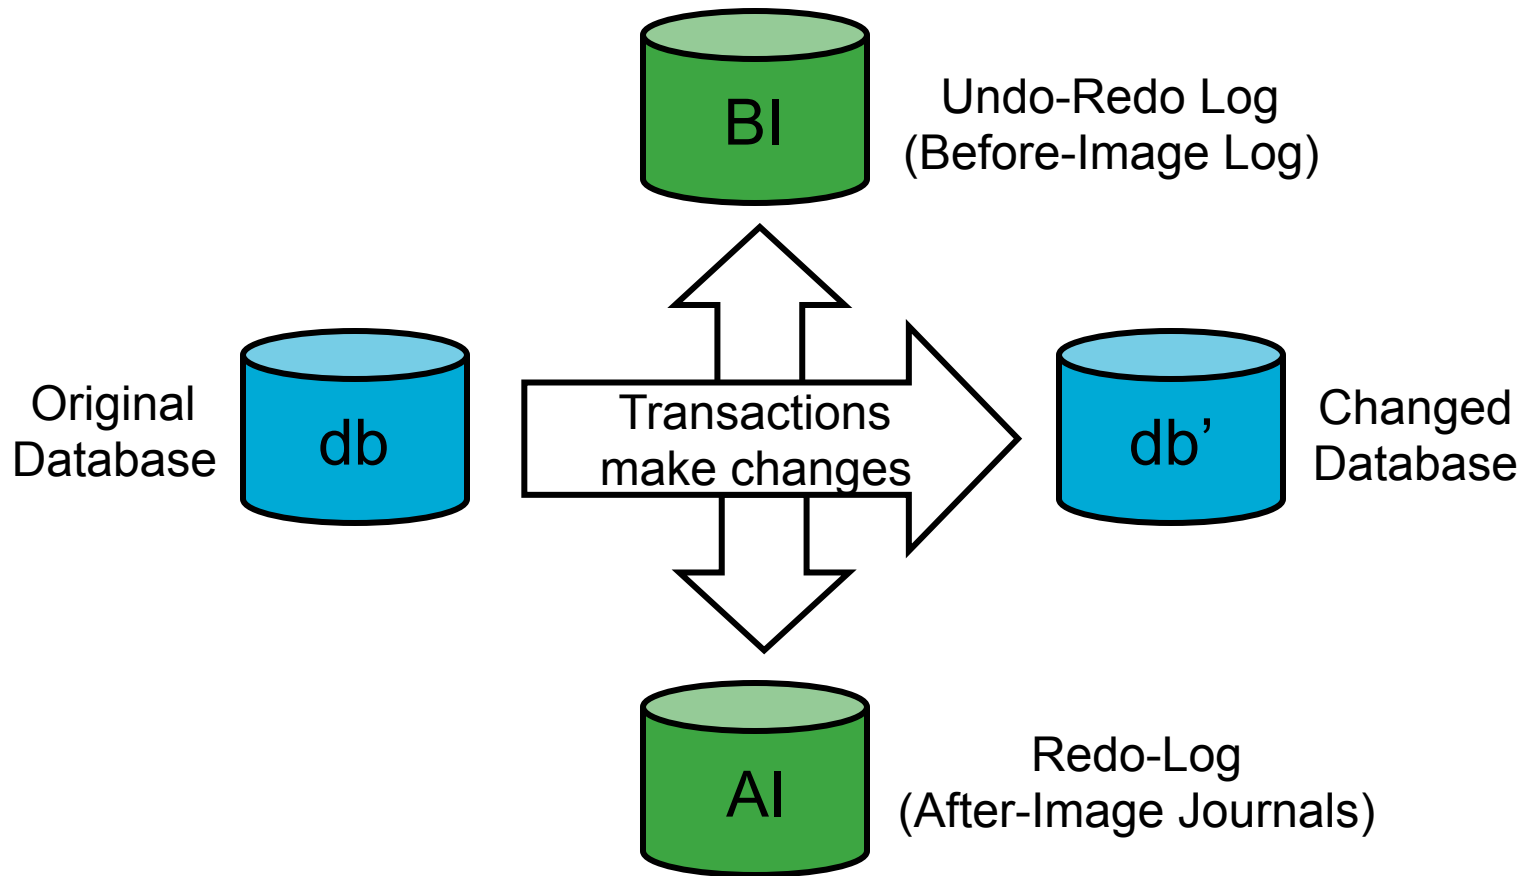 BI
Undo-Redo Log
(Before-Image Log)
Original
Database
db
Transactions
make changes
db’
Changed
Database
AI
Redo-Log
(After-Image Journals)